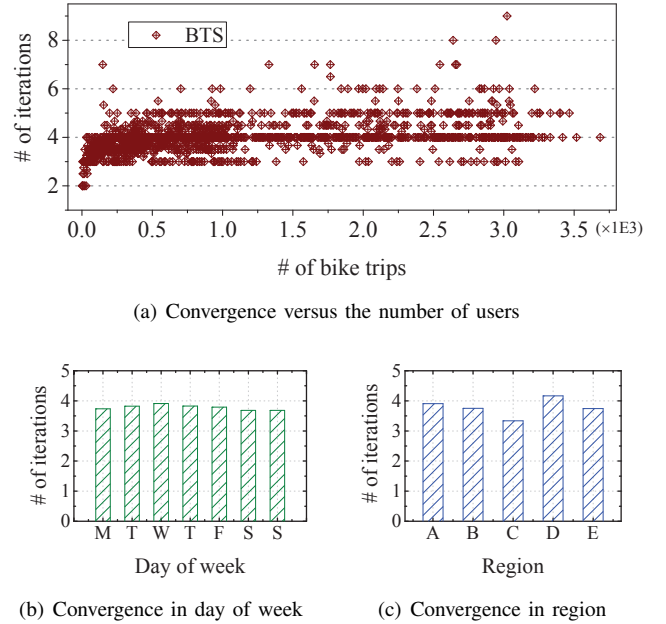 BTS
# of iterations
8
6
4
2
0.0 0.5 1.0 1.5 2.0 2.5 3.0 3.5 (×1E3)
# of bike trips
(a) Convergence versus the number of users
# of iterations
5
4
3
2
1
0
M T W T F S S
Day of week
(b) Convergence in day of week
# of iterations
5
4
3
2
1
0
A B C D E
Region
(c) Convergence in region